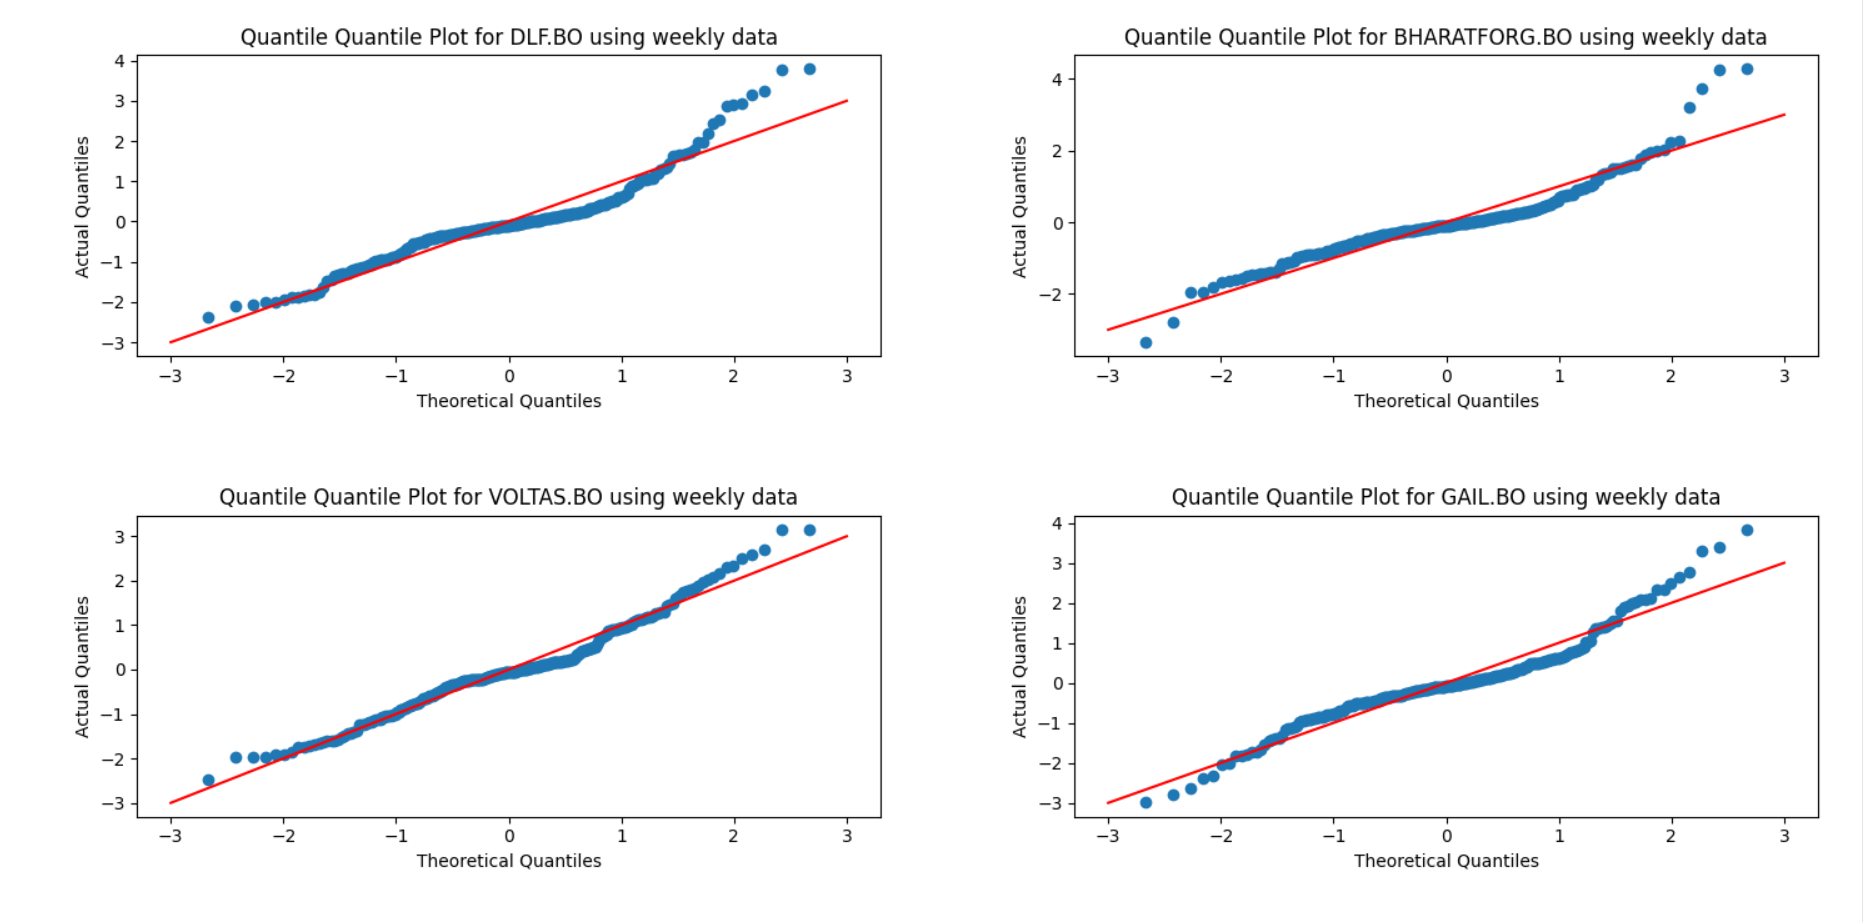 Quantile Quantile Plot for DLF.BO using weekly data
4
3
2
1
0
−1
−2
−3
Actual Quantiles
−3 −2 −1 0 1 2 3
Theoretical Quantiles
Quantile Quantile Plot for BHARATFORG.BO using weekly data
4
2
0
−2
Actual Quantiles
−3 −2 −1 0 1 2 3
Theoretical Quantiles
Quantile Quantile Plot for VOLTAS.BO using weekly data
3
2
1
0
−1
−2
−3
Actual Quantiles
−3 −2 −1 0 1 2 3
Theoretical Quantiles
Quantile Quantile Plot for GAIL.BO using weekly data
4
3
2
1
0
−1
−2
−3
Actual Quantiles
−3 −2 −1 0 1 2 3
Theoretical Quantiles